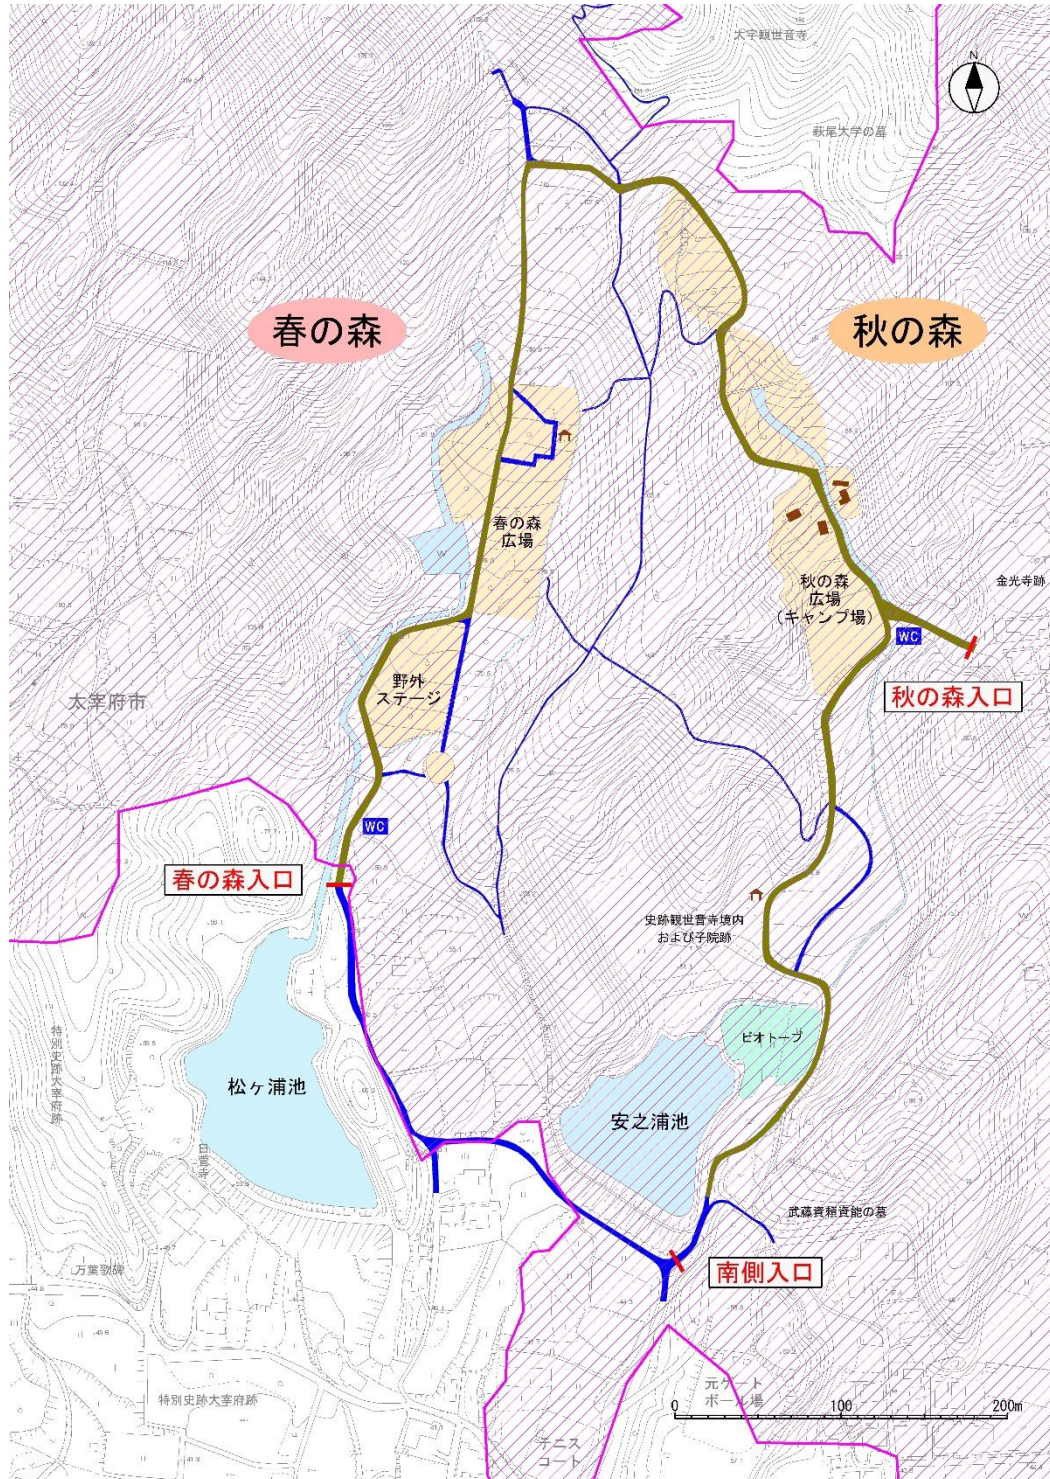 大字観世音寺
N
萩尾大学の墓
春の森
秋の森
春の森
広場
秋の森
広場
(キャンプ場)
金光寺跡
WC
秋の森入口
野外
ステージ
太宰府市
WC
春の森入口
史跡観世音寺境内
および子院跡
ビオトープ
特別史跡大宰府跡
松ヶ浦池
安之浦池
日菅寺
武藤資頼資能の墓
万葉歌碑
南側入口
特別史跡大宰府跡
元ゲート
ボール場
0 100 200m
テニス
コート